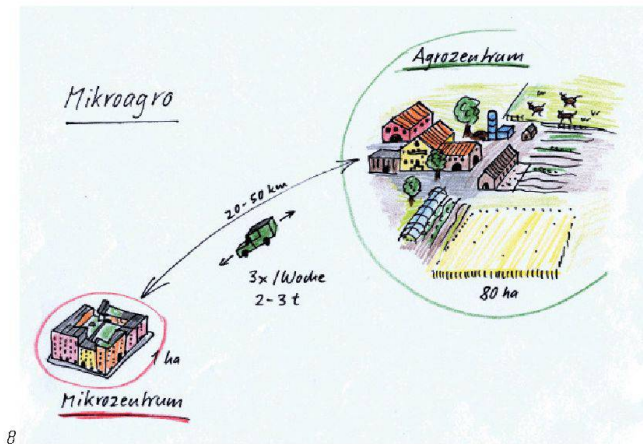 Agrozentrum
Mikroagro
20-50 km
3x/Woche
2-3 t
80 ha
1 ha
Mikrozentrum
8